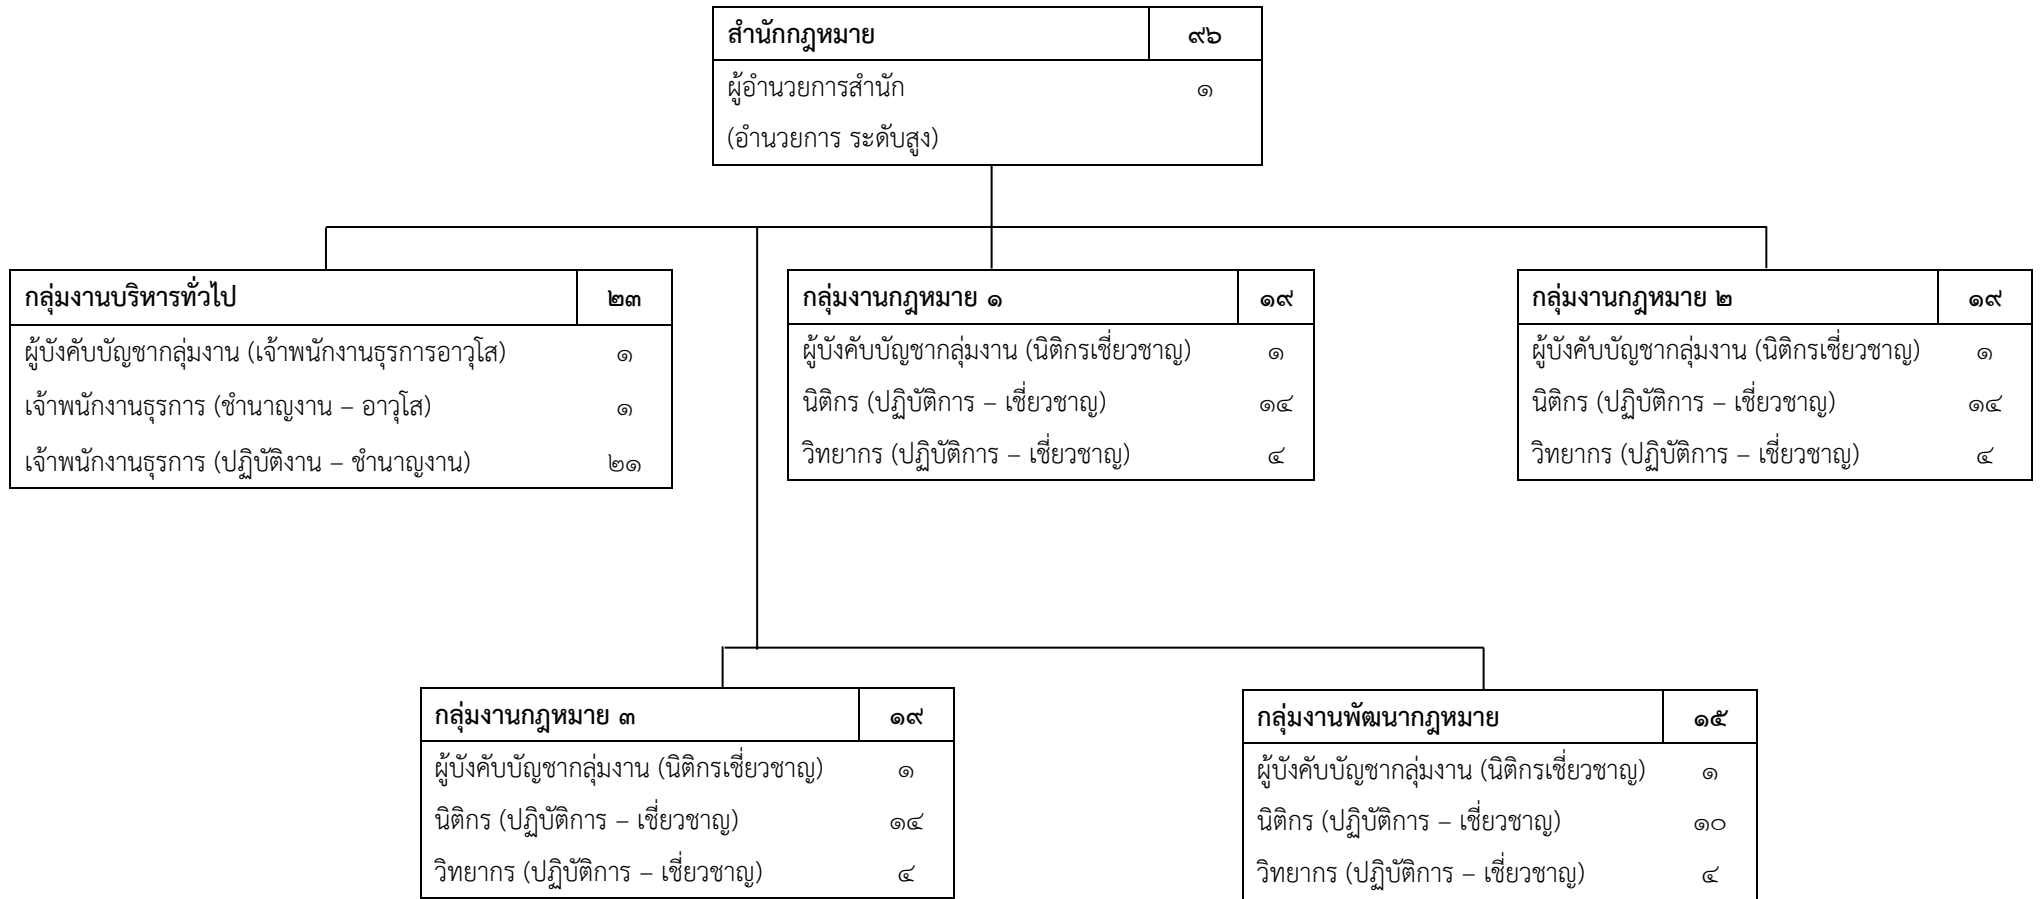 สำนักกฎหมาย ๙๖
ผู้อำนวยการสำนัก ๑
(อำนวยการ ระดับสูง)
กลุ่มงานบริหารทั่วไป ๒๓
ผู้บังคับบัญชากลุ่มงาน (เจ้าพนักงานธุรการอาวุโส) ๑
เจ้าพนักงานธุรการ (ชำนาญงาน – อาวุโส) ๑
เจ้าพนักงานธุรการ (ปฏิบัติงาน – ชำนาญงาน) ๒๑
กลุ่มงานกฎหมาย ๑ ๑๙
ผู้บังคับบัญชากลุ่มงาน (นิติกรเชี่ยวชาญ) ๑
นิติกร (ปฏิบัติการ – เชี่ยวชาญ) ๑๔
วิทยากร (ปฏิบัติการ – เชี่ยวชาญ) ๔
กลุ่มงานกฎหมาย ๒ ๑๙
ผู้บังคับบัญชากลุ่มงาน (นิติกรเชี่ยวชาญ) ๑
นิติกร (ปฏิบัติการ – เชี่ยวชาญ) ๑๔
วิทยากร (ปฏิบัติการ – เชี่ยวชาญ) ๔
กลุ่มงานกฎหมาย ๓ ๑๙
ผู้บังคับบัญชากลุ่มงาน (นิติกรเชี่ยวชาญ) ๑
นิติกร (ปฏิบัติการ – เชี่ยวชาญ) ๑๔
วิทยากร (ปฏิบัติการ – เชี่ยวชาญ) ๔
กลุ่มงานพัฒนากฎหมาย ๑๕
ผู้บังคับบัญชากลุ่มงาน (นิติกรเชี่ยวชาญ) ๑
นิติกร (ปฏิบัติการ – เชี่ยวชาญ) ๑๐
วิทยากร (ปฏิบัติการ – เชี่ยวชาญ) ๔